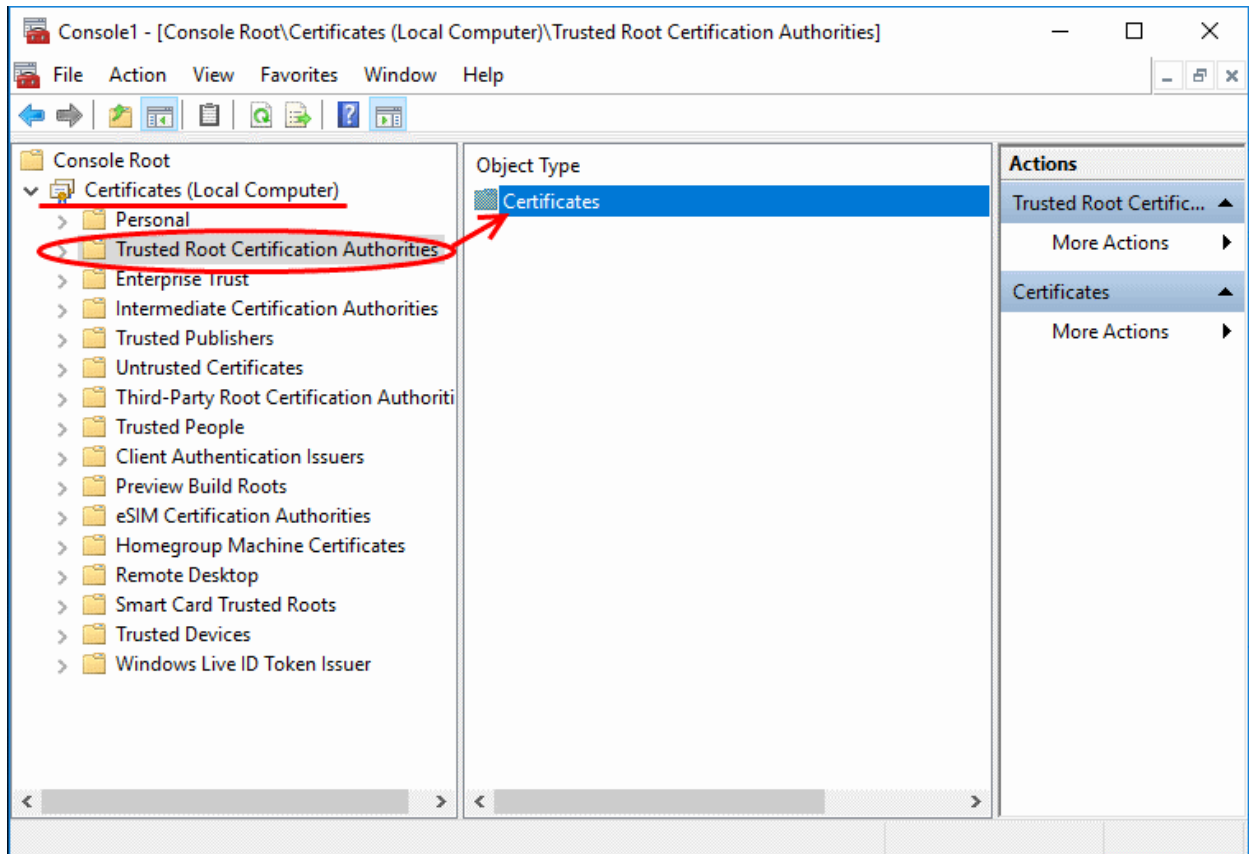 Console1 - [Console Root\Certificates (Local Computer)\Trusted Root Certification Authorities]
File Action View Favorites Window Help
Console Root
Certificates (Local Computer)
Personal
Trusted Root Certification Authorities
Enterprise Trust
Intermediate Certification Authorities
Trusted Publishers
Untrusted Certificates
Third-Party Root Certification Authoriti
Trusted People
Client Authentication Issuers
Preview Build Roots
eSIM Certification Authorities
Homegroup Machine Certificates
Remote Desktop
Smart Card Trusted Roots
Trusted Devices
Windows Live ID Token Issuer
Object Type
Certificates
Actions
Trusted Root Certific...
More Actions
Certificates
More Actions